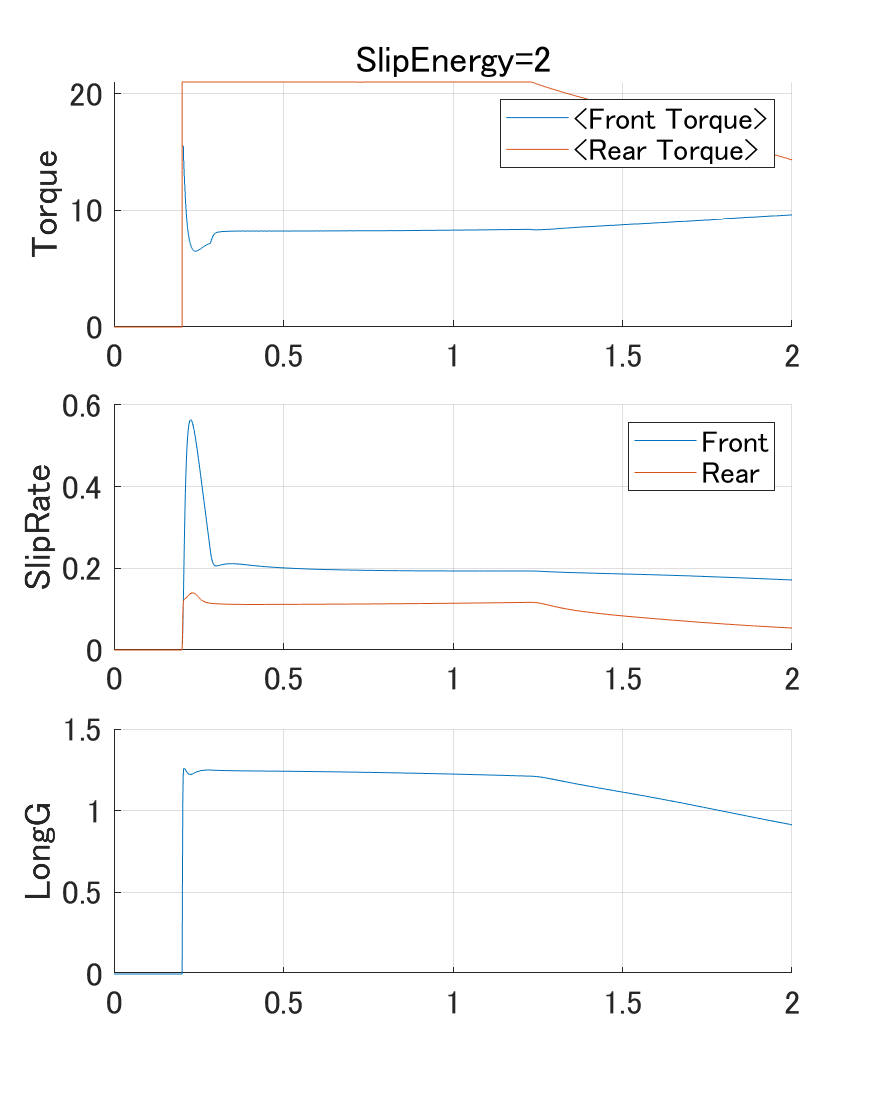 SlipEnergy=2
Torque
20
10
0
<Front Torque>
<Rear Torque>
0 0.5 1 1.5 2
SlipRate
0.6
0.4
0.2
0
Front
Rear
0 0.5 1 1.5 2
LongG
1.5
1
0.5
0
0 0.5 1 1.5 2